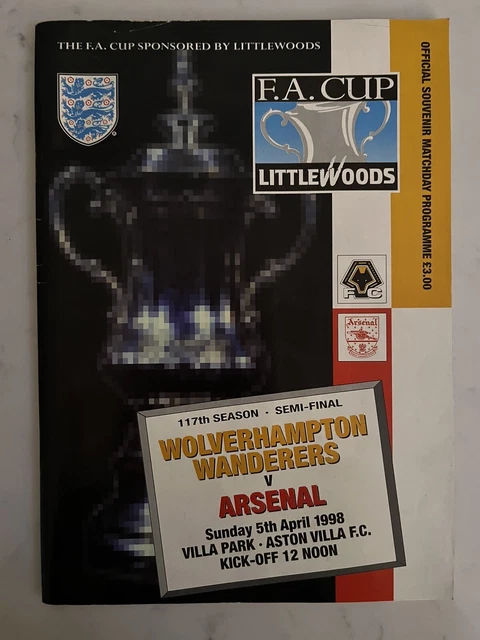 THE F.A. CUP SPONSORED BY LITTLEWOODS
F.A. CUP
LITTLEWOODS
OFFICIAL SOUVENIR MATCHDAY PROGRAMME £3.00
F C
Arsenal
117th SEASON · SEMI-FINAL
WOLVERHAMPTON
WANDERERS
V
ARSENAL
Sunday 5th April 1998
VILLA PARK · ASTON VILLA F.C.
KICK-OFF 12 NOON